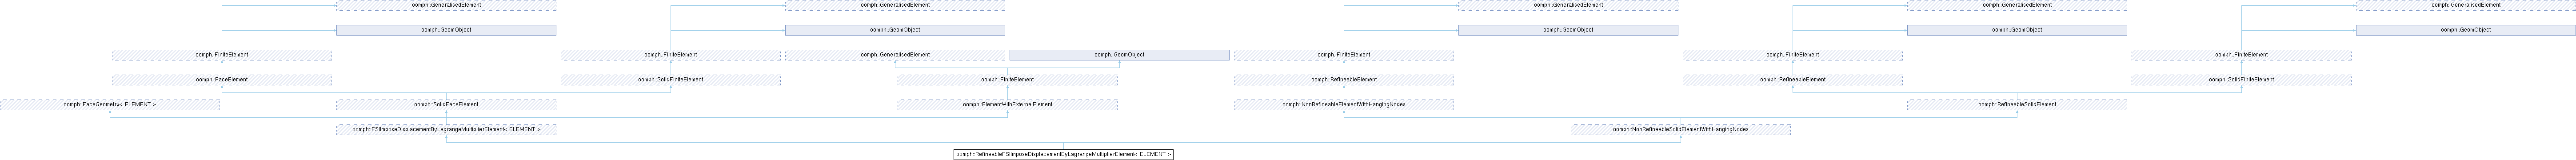 oomph::GeneralisedElement oomph::GeneralisedElement oomph::GeneralisedElement oomph::GeneralisedElement oomph::GeneralisedElement
oomph::GeomObject oomph::GeomObject oomph::GeomObject oomph::GeomObject oomph::GeomObject
oomph::FiniteElement oomph::FiniteElement oomph::GeneralisedElement oomph::GeomObject oomph::FiniteElement oomph::FiniteElement oomph::FiniteElement
oomph::FaceElement oomph::SolidFiniteElement oomph::FiniteElement oomph::RefineableElement oomph::RefineableElement oomph::SolidFiniteElement
oomph::FaceGeometry< ELEMENT > oomph::SolidFaceElement oomph::ElementWithExternalElement oomph::NonRefineableElementWithHangingNodes oomph::RefineableSolidElement
oomph::FSIImposeDisplacementByLagrangeMultiplierElement< ELEMENT > oomph::NonRefineableSolidElementWithHangingNodes
oomph::RefineableFSIImposeDisplacementByLagrangeMultiplierElement< ELEMENT >